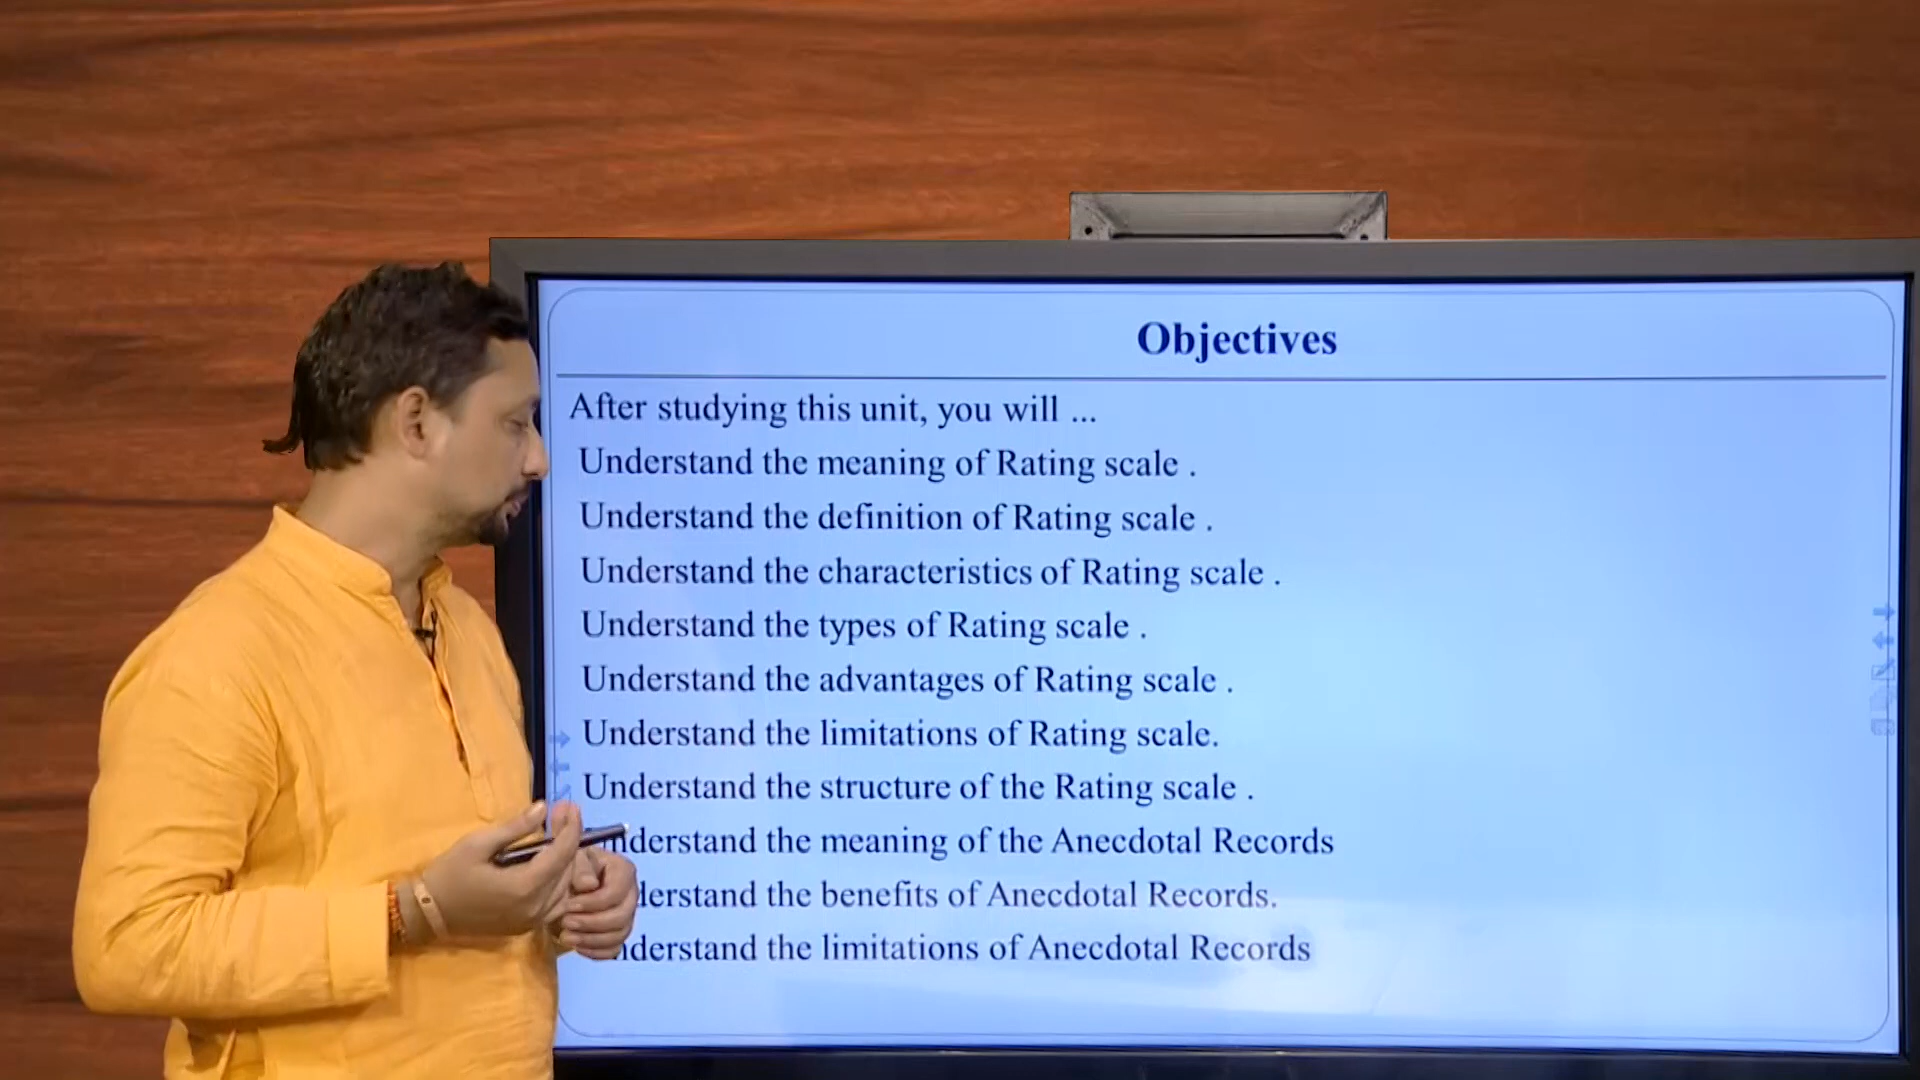 Objectives
After studying this unit, you will ...
Understand the meaning of Rating scale .
Understand the definition of Rating scale .
Understand the characteristics of Rating scale .
Understand the types of Rating scale .
Understand the advantages of Rating scale .
Understand the limitations of Rating scale.
Understand the structure of the Rating scale .
the meaning of the Anecdotal Records
the benefits of Anecdotal Records.
the limitations of Anecdotal Records